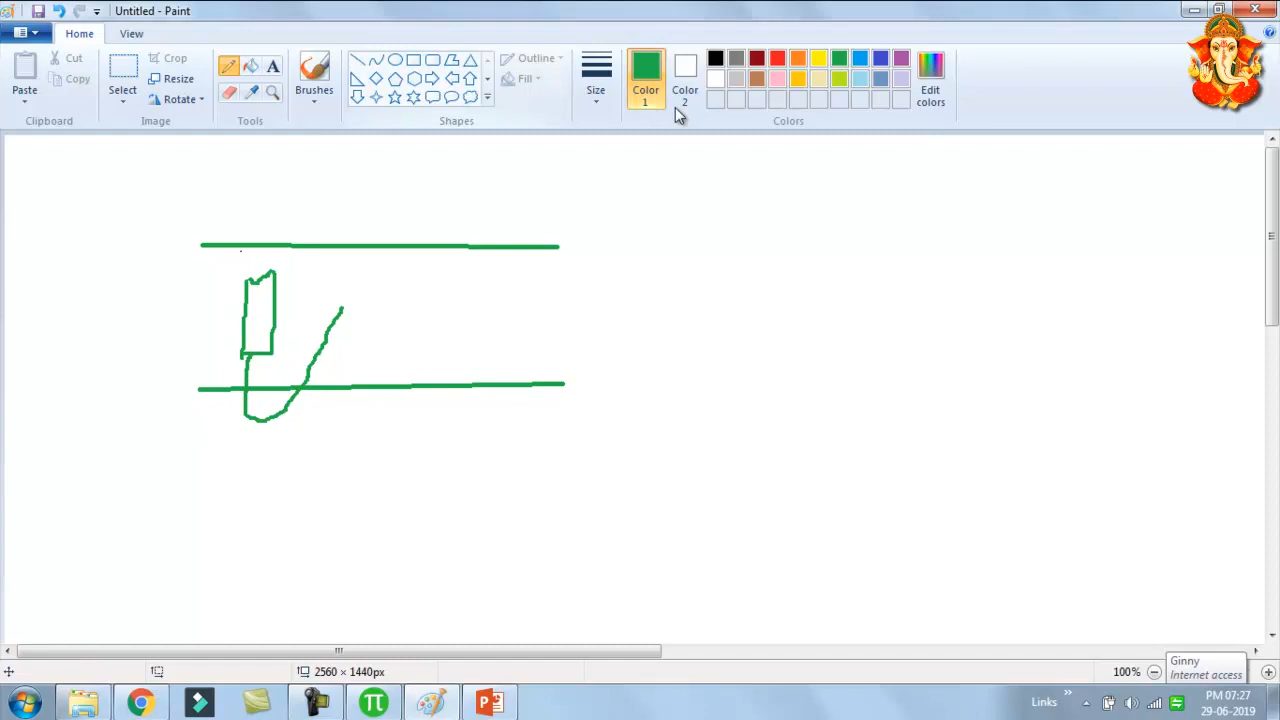 Untitled - Paint
Home
View
Cut
Copy
Paste
Clipboard
Crop
Resize
Rotate
Select
Image
A
Tools
Brushes
Outline
Fill
Shapes
Size
Color 1
Color 2
Edit colors
Colors
2560 × 1440px
100%
Ginny
Internet access
Links
PM 07:27
29-06-2019